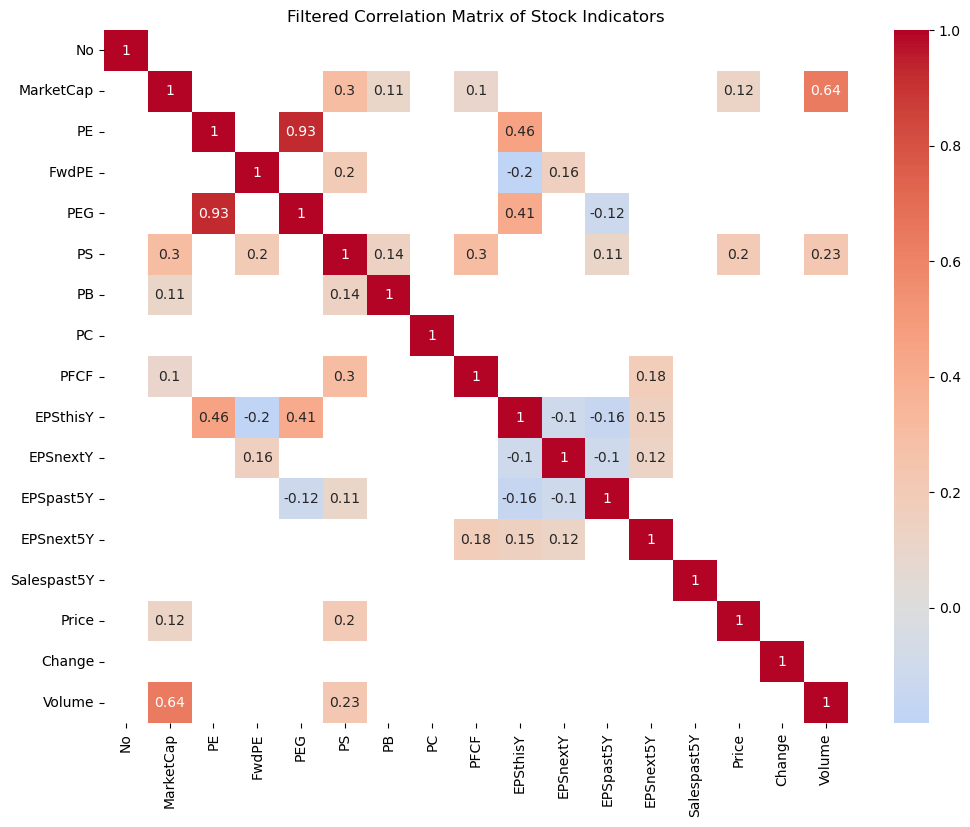 Filtered Correlation Matrix of Stock Indicators
No 1
MarketCap 1 0.3 0.11 0.1 0.12 0.64
PE 1 0.93 0.46
FwdPE 1 0.2 -0.2 0.16
PEG 0.93 1 0.41 -0.12
PS 0.3 0.2 1 0.14 0.3 0.11 0.2 0.23
PB 0.11 0.14 1
PC 1
PFCF 0.1 0.3 1 0.18
EPSthisY 0.46 -0.2 0.41 1 -0.1 -0.16 0.15
EPSnextY 0.16 -0.1 1 -0.1 0.12
EPSpast5Y -0.12 0.11 -0.16 -0.1 1
EPSnext5Y 0.18 0.15 0.12 1
Salespast5Y 1
Price 0.12 0.2 1
Change 1
Volume 0.64 0.23 1
No MarketCap PE FwdPE PEG PS PB PC PFCF EPSthisY EPSnextY EPSpast5Y EPSnext5Y Salespast5Y Price Change Volume
1.0
0.8
0.6
0.4
0.2
0.0